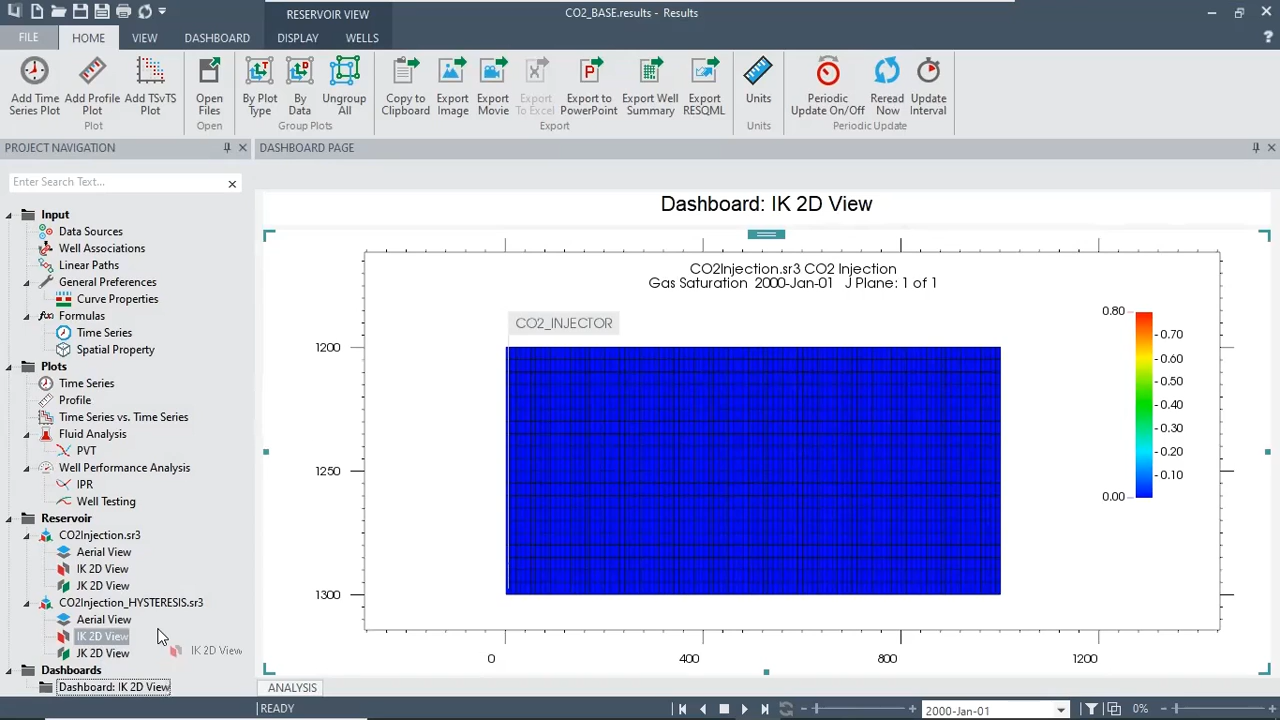 RESERVOIR VIEW
CO2_BASE.results - Results
FILE
HOME
VIEW
DASHBOARD
DISPLAY
WELLS
Add Time Series Plot
Add Profile Plot
Add TSvTS Plot
Open Files
By Plot Type
By Data
Ungroup All
Copy to Clipboard
Export Image
Export Movie
Export To Excel
Export to PowerPoint
Export Well Summary
Export RESQML
Units
Periodic Update On/Off
Reread Now
Update Interval
Plot
Open
Group Plots
Export
Units
Periodic Update
PROJECT NAVIGATION
DASHBOARD PAGE
Enter Search Text...
Input
Data Sources
Well Associations
Linear Paths
General Preferences
Curve Properties
Formulas
Time Series
Spatial Property
Plots
Time Series
Profile
Time Series vs. Time Series
Fluid Analysis
PVT
Well Performance Analysis
IPR
Well Testing
Reservoir
CO2Injection.sr3
Aerial View
IK 2D View
JK 2D View
CO2Injection_HYSTERESIS.sr3
Aerial View
IK 2D View
IK 2D View
JK 2D View
Dashboards
Dashboard: IK 2D View
Dashboard: IK 2D View
CO2Injection.sr3 CO2 Injection
Gas Saturation 2000-Jan-01 J Plane: 1 of 1
CO2_INJECTOR
1200
1250
1300
0
400
800
1200
0.80
0.70
0.60
0.50
0.40
0.30
0.20
0.10
0.00
ANALYSIS
READY
2000-Jan-01
0%